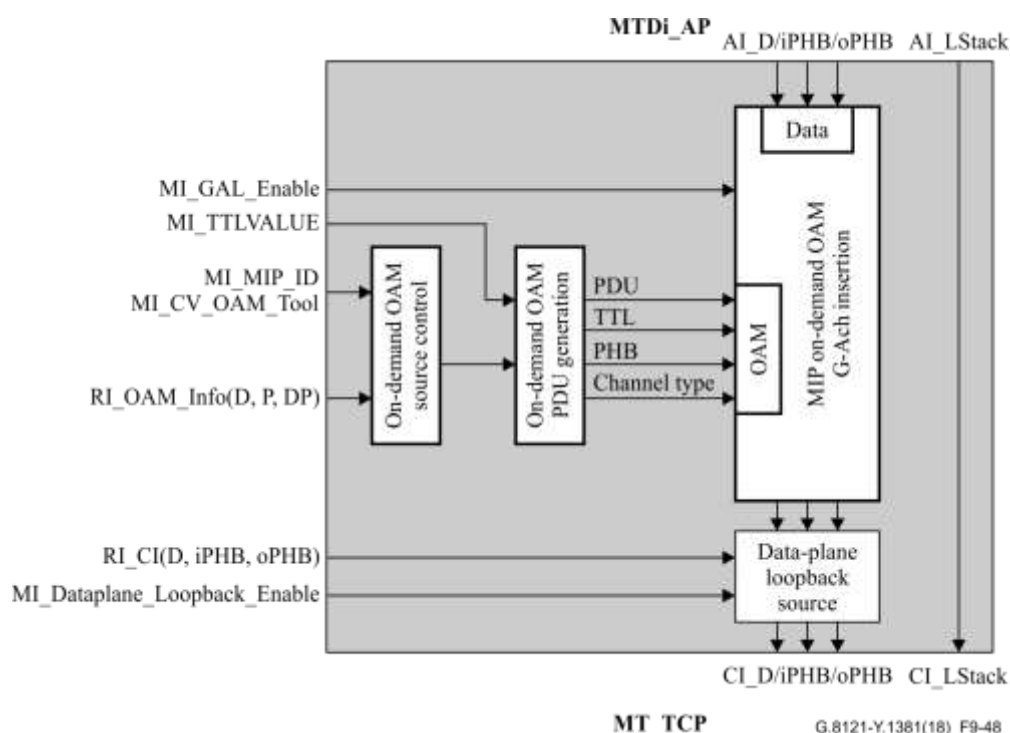 MTDi_AP
AI_D/iPHB/oPHB AI_LStack
Data
MI_GAL_Enable
MI_TTLVALUE
MI_MIP_ID
MI_CV_OAM_Tool
RI_OAM_Info(D, P, DP)
On-demand OAM
source control
On-demand OAM
PDU generation
PDU
TTL
PHB
Channel type
OAM
MIP on-demand OAM
G-Ach insertion
RI_CI(D, iPHB, oPHB)
MI_Dataplane_Loopback_Enable
Data-plane
loopback
source
CI_D/iPHB/oPHB CI_LStack
MT_TCP
G.8121-Y.1381(18)_F9-48